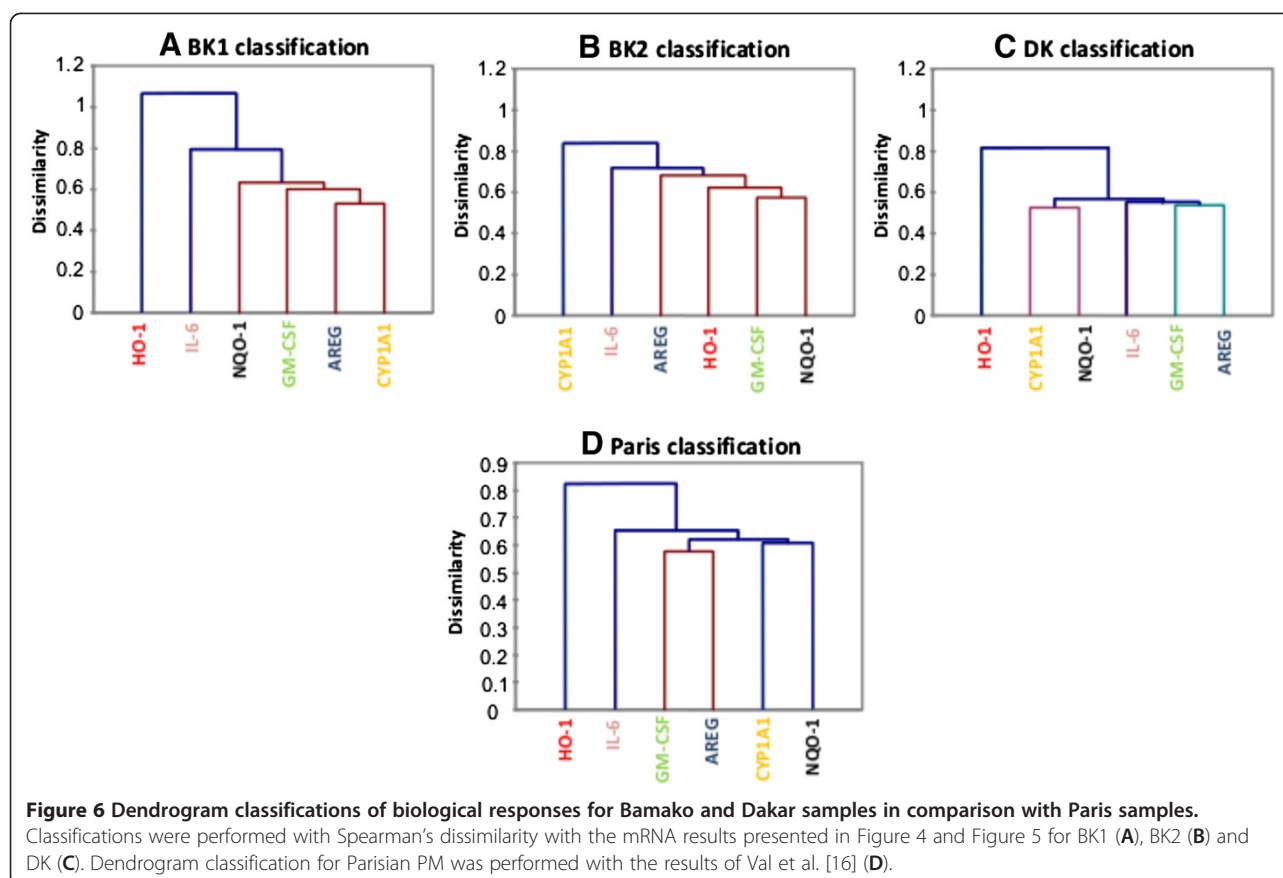 A BK1 classification
1.2
1
0.8
0.6
0.4
0.2
0
Dissimilarity
HO-1
IL-6
NQO-1
GM-CSF
AREG
CYP1A1
B BK2 classification
1.2
1
0.8
0.6
0.4
0.2
0
Dissimilarity
CYP1A1
IL-6
AREG
HO-1
GM-CSF
NQO-1
C DK classification
1.2
1
0.8
0.6
0.4
0.2
0
Dissimilarity
HO-1
CYP1A1
NQO-1
IL-6
GM-CSF
AREG
D Paris classification
0.9
0.8
0.7
0.6
0.5
0.4
0.3
0.2
0.1
0
Dissimilarity
HO-1
IL-6
GM-CSF
AREG
CYP1A1
NQO-1
Figure 6 Dendrogram classifications of biological responses for Bamako and Dakar samples in comparison with Paris samples.
Classifications were performed with Spearman's dissimilarity with the mRNA results presented in Figure 4 and Figure 5 for BK1 (A), BK2 (B) and
DK (C). Dendrogram classification for Parisian PM was performed with the results of Val et al. [16] (D).